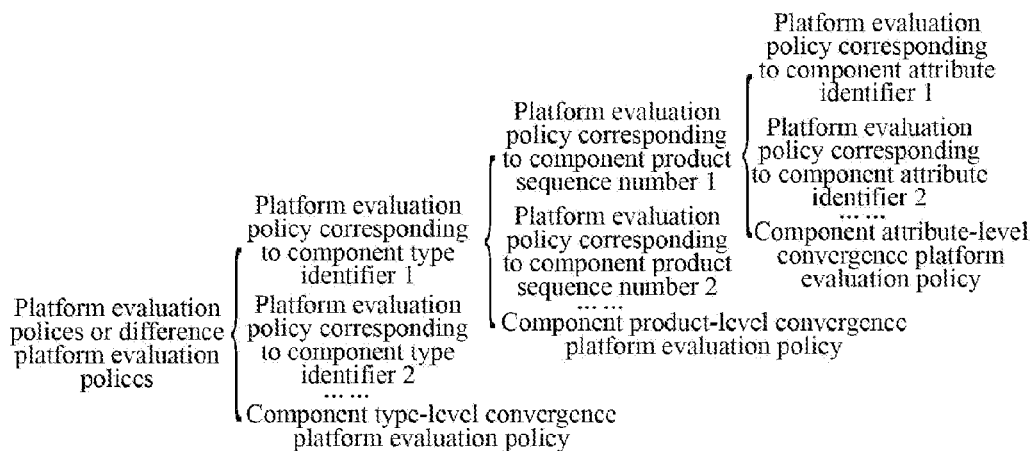 Platform evaluation
polices or difference
platform evaluation
polices
Platform evaluation
policy corresponding
to component type
identifier 1
Platform evaluation
policy corresponding
to component type
identifier 2
... ...
Component type-level convergence
platform evaluation policy
Platform evaluation
policy corresponding
to component product
sequence number 1
Platform evaluation
policy corresponding
to component product
sequence number 2
... ...
Component product-level convergence
platform evaluation policy
Platform evaluation
policy corresponding
to component attribute
identifier 1
Platform evaluation
policy corresponding
to component attribute
identifier 2
... ...
Component attribute-level
convergence platform
evaluation policy